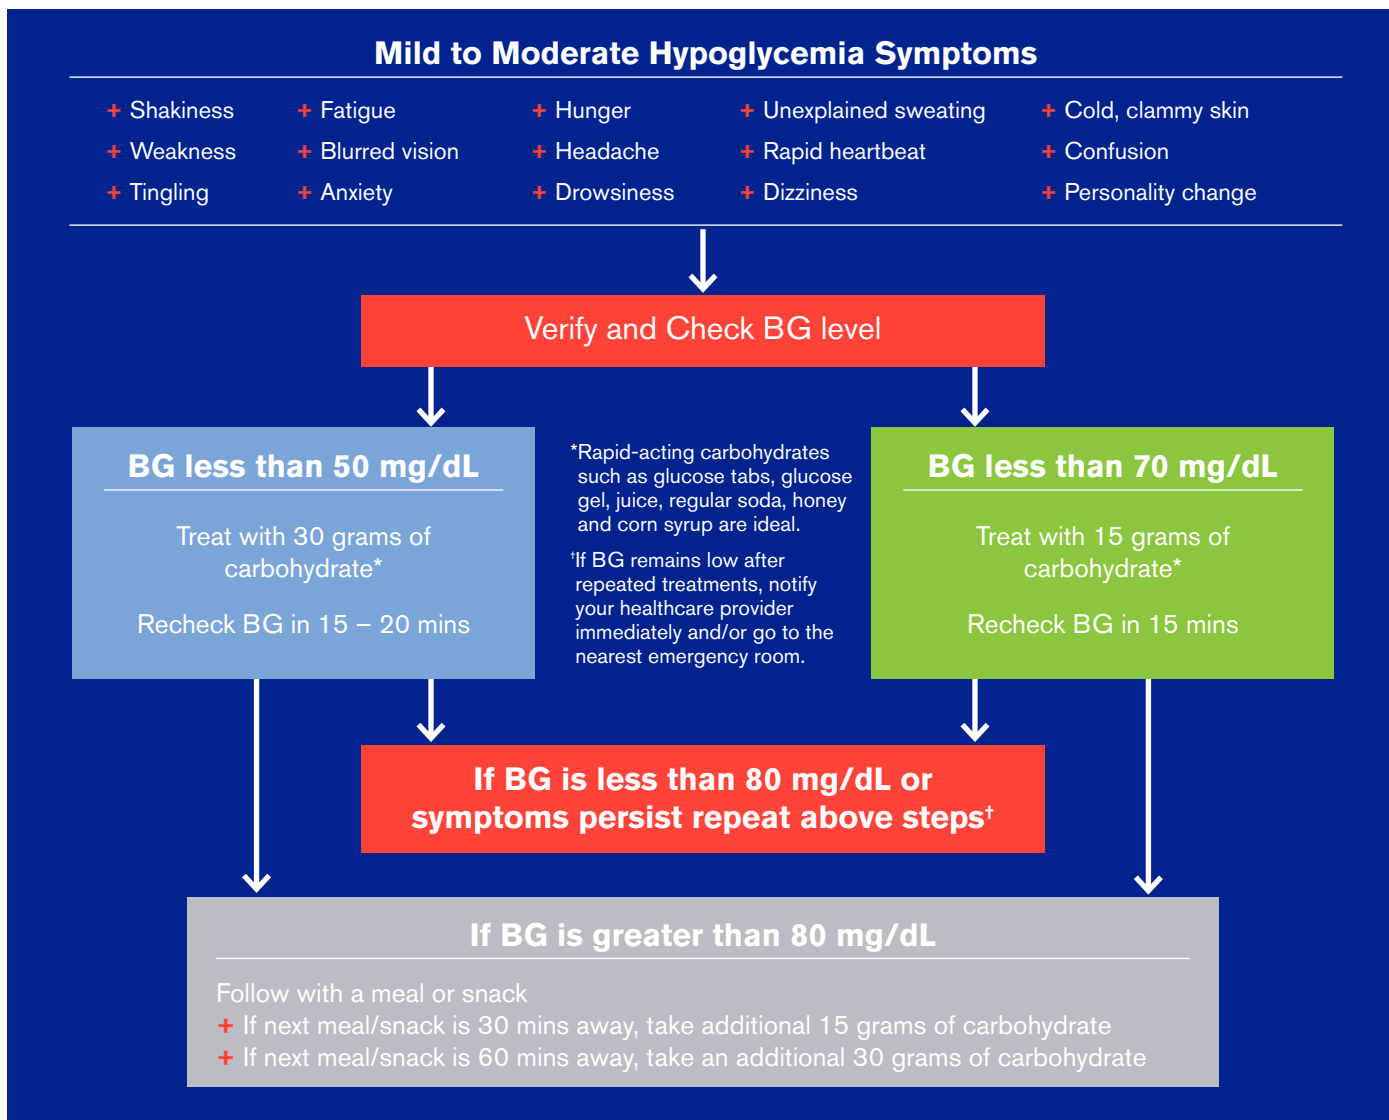 Mild to Moderate Hypoglycemia Symptoms
+ Shakiness
+ Weakness
+ Tingling
+ Fatigue
+ Blurred vision
+ Anxiety
+ Hunger
+ Headache
+ Drowsiness
+ Unexplained sweating
+ Rapid heartbeat
+ Dizziness
+ Cold, clammy skin
+ Confusion
+ Personality change
Verify and Check BG level
BG less than 50 mg/dL
Treat with 30 grams of
carbohydrate*
Recheck BG in 15 – 20 mins
*Rapid-acting carbohydrates
such as glucose tabs, glucose
gel, juice, regular soda, honey
and corn syrup are ideal.
†If BG remains low after
repeated treatments, notify
your healthcare provider
immediately and/or go to the
nearest emergency room.
BG less than 70 mg/dL
Treat with 15 grams of
carbohydrate*
Recheck BG in 15 mins
If BG is less than 80 mg/dL or
symptoms persist repeat above steps†
If BG is greater than 80 mg/dL
Follow with a meal or snack
+ If next meal/snack is 30 mins away, take additional 15 grams of carbohydrate
+ If next meal/snack is 60 mins away, take an additional 30 grams of carbohydrate